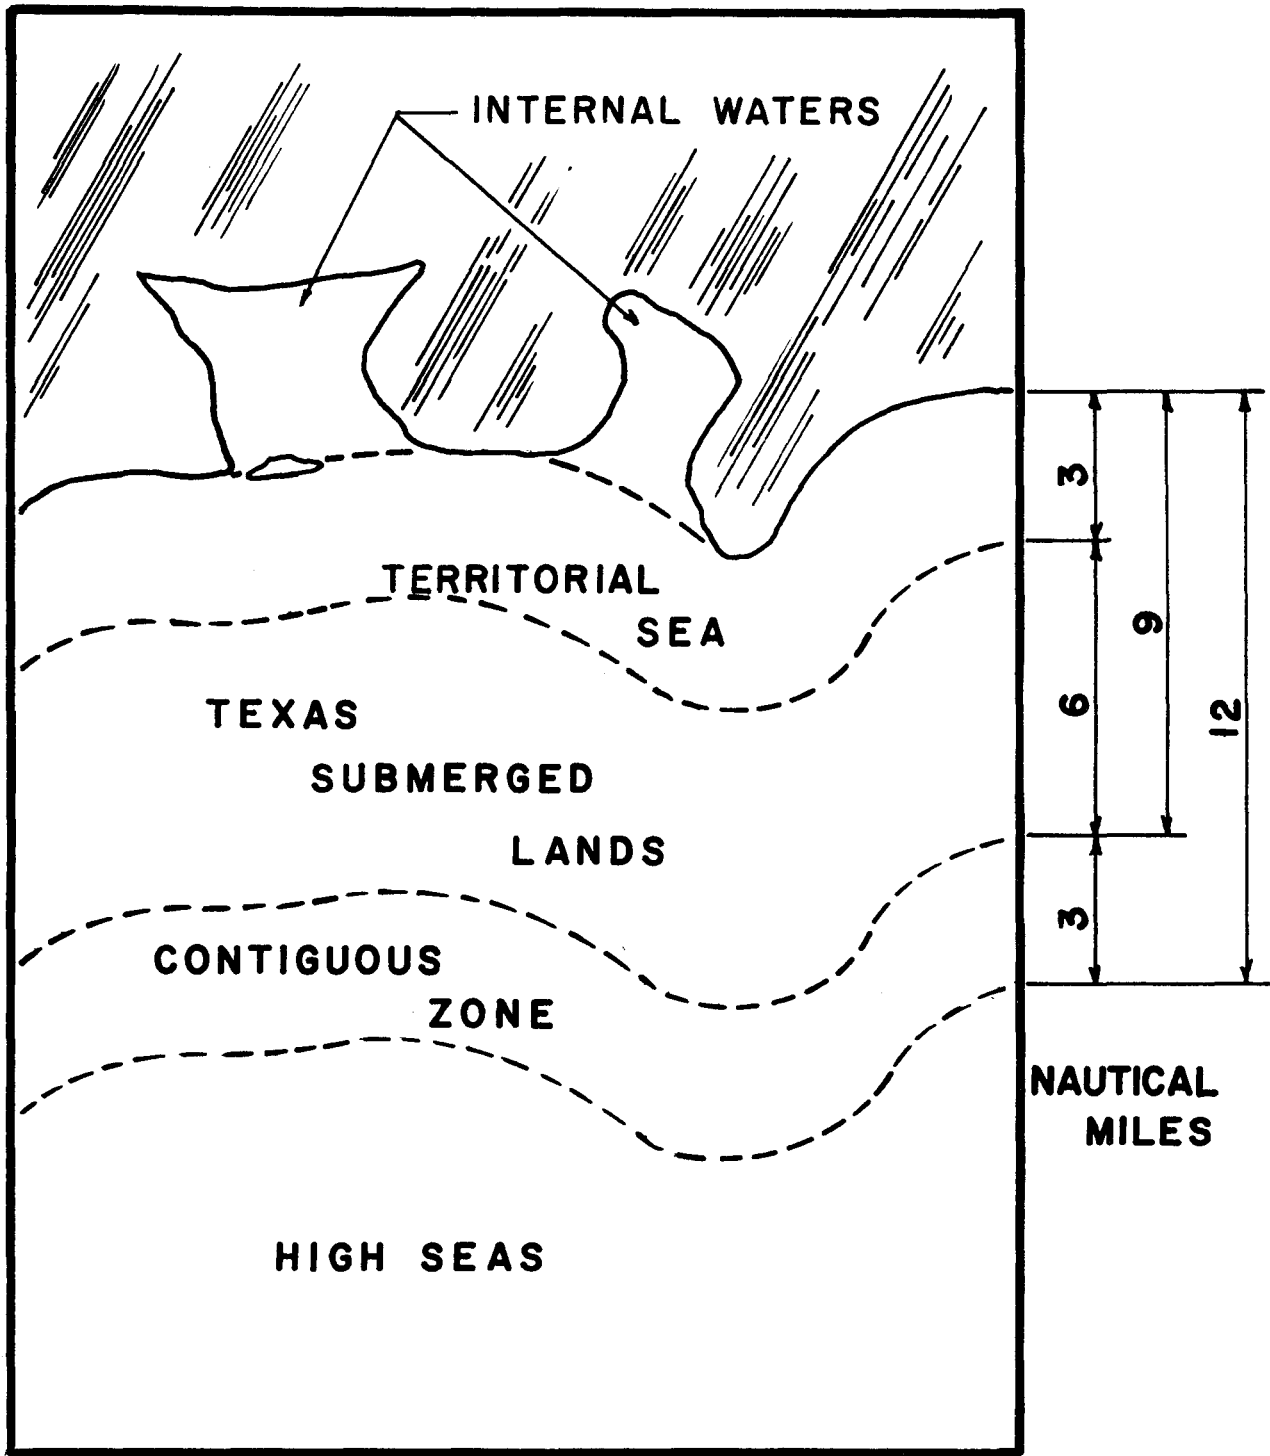 INTERNAL WATERS
TERRITORIAL
SEA
TEXAS
SUBMERGED
LANDS
CONTIGUOUS
ZONE
HIGH SEAS
3
6
3
9
12
NAUTICAL
MILES